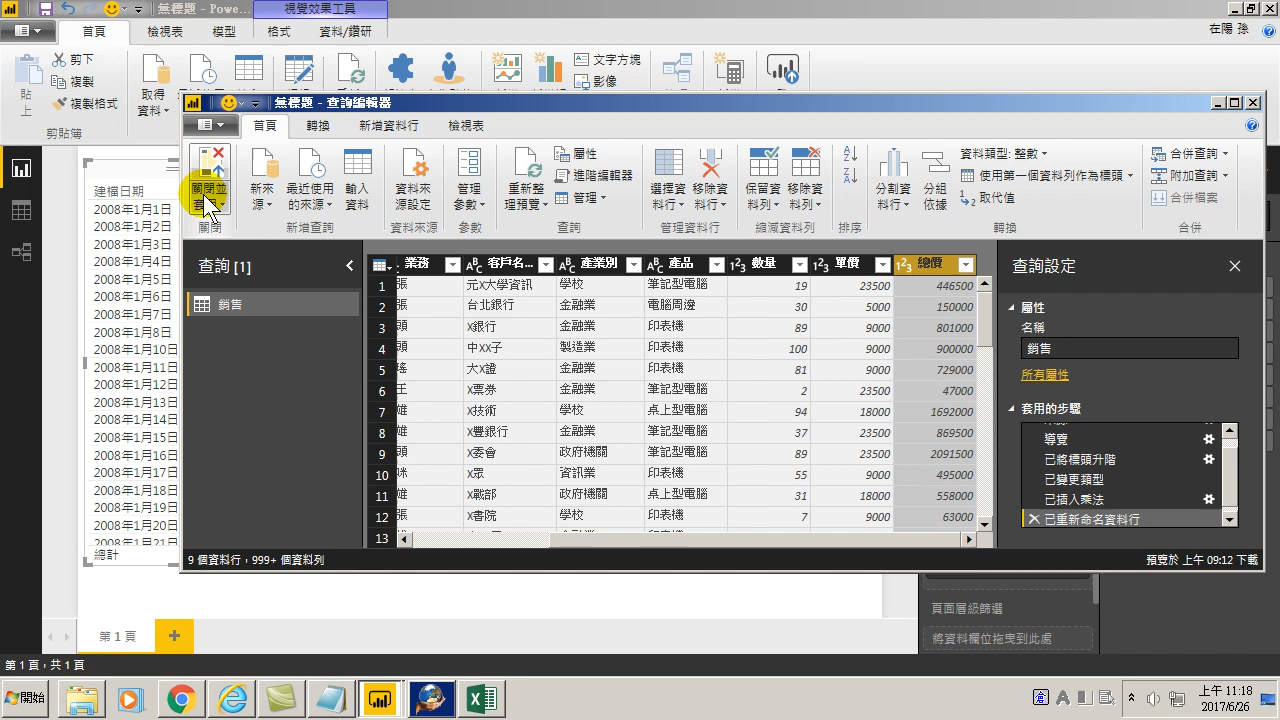 無標題 - Powe...
視覺效果工具
首頁
檢視表
模型
格式
資料/鑽研
在陽 孫
貼
上
剪下
複製
複製格式
剪貼簿
取得
資料
文字方塊
影像
無標題 - 查詢編輯器
首頁
轉換
新增資料行
檢視表
關閉並
套用
關閉
新來
源
最近使用
的來源
輸入
資料
新增查詢
資料來
源設定
資料來源
管理
參數
參數
重新整
理預覽
屬性
進階編輯器
管理
查詢
選擇資
料行
移除資
料行
管理資料行
保留資
料列
移除資
料列
縮減資料列
排序
分割資
料行
分組
依據
資料類型: 整數
使用第一個資料列作為標頭
取代值
轉換
合併查詢
附加查詢
合併檔案
合併
查詢 [1]
銷售
業務 客戶名... 產業別 產品 數量 單價 總價
1 張 元X大學資訊 學校 筆記型電腦 19 23500 446500
2 張 台北銀行 金融業 電腦周邊 30 5000 150000
3 頭 X銀行 金融業 印表機 89 9000 801000
4 頭 中XX子 製造業 印表機 100 9000 900000
5 瑤 大X證 金融業 印表機 81 9000 729000
6 王 X票券 金融業 筆記型電腦 2 23500 47000
7 雄 X技術 學校 桌上型電腦 94 18000 1692000
8 雄 X豐銀行 金融業 筆記型電腦 37 23500 869500
9 頭 X委會 政府機關 筆記型電腦 89 23500 2091500
10 咪 X眾 資訊業 印表機 55 9000 495000
11 雄 X戰部 政府機關 桌上型電腦 31 18000 558000
12 張 X書院 學校 印表機 7 9000 63000
13
查詢設定
屬性
名稱
銷售
所有屬性
套用的步驟
導覽
已將標頭升階
已變更類型
已插入乘法
已重新命名資料行
9 個資料行，999+ 個資料列
預覽於 上午 09:12 下載
建檔日期
2008年1月1日
2008年1月2日
2008年1月3日
2008年1月4日
2008年1月5日
2008年1月6日
2008年1月7日
2008年1月8日
2008年1月10日
2008年1月11日
2008年1月12日
2008年1月13日
2008年1月14日
2008年1月15日
2008年1月16日
2008年1月17日
2008年1月18日
2008年1月19日
2008年1月20日
2008年1月21日
總計
頁面層級篩選
將資料欄位拖曳到此處
第 1 頁
第 1 頁，共 1 頁
開始
上午 11:18
2017/6/26